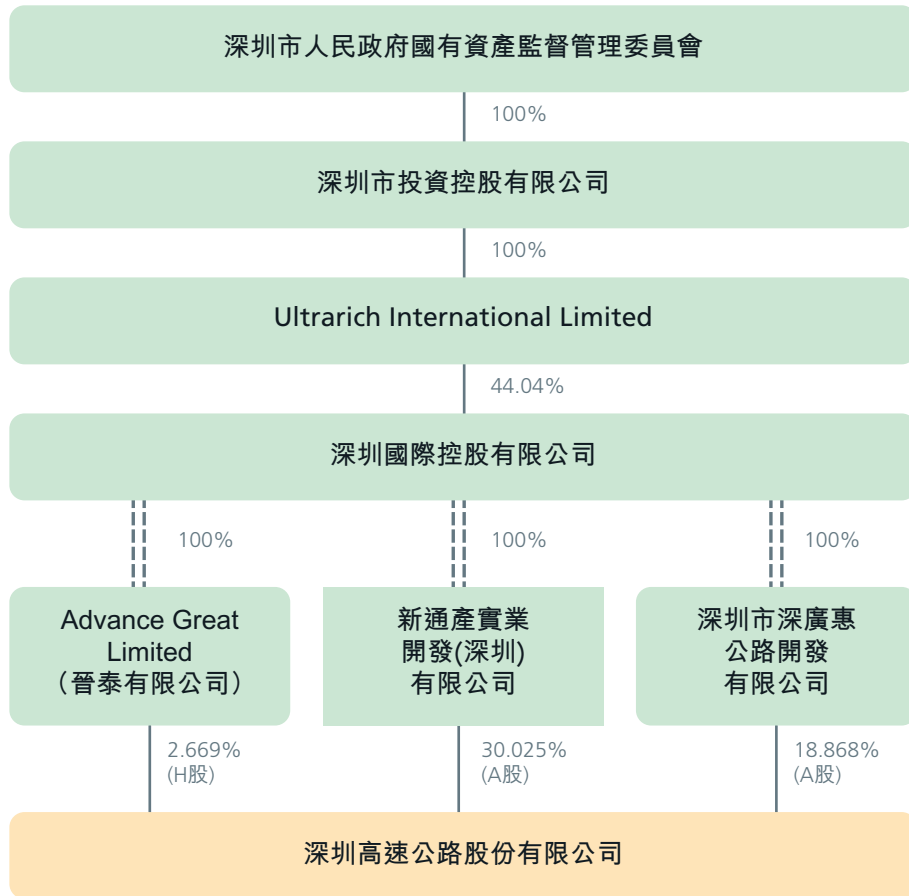 深圳市人民政府國有資產監督管理委員會
100%
深圳市投資控股有限公司
100%
Ultrarich International Limited
44.04%
深圳國際控股有限公司
100%
100%
100%
Advance Great
Limited
（晉泰有限公司）
新通產實業
開發(深圳)
有限公司
深圳市深廣惠
公路開發
有限公司
2.669%
(H股)
30.025%
(A股)
18.868%
(A股)
深圳高速公路股份有限公司